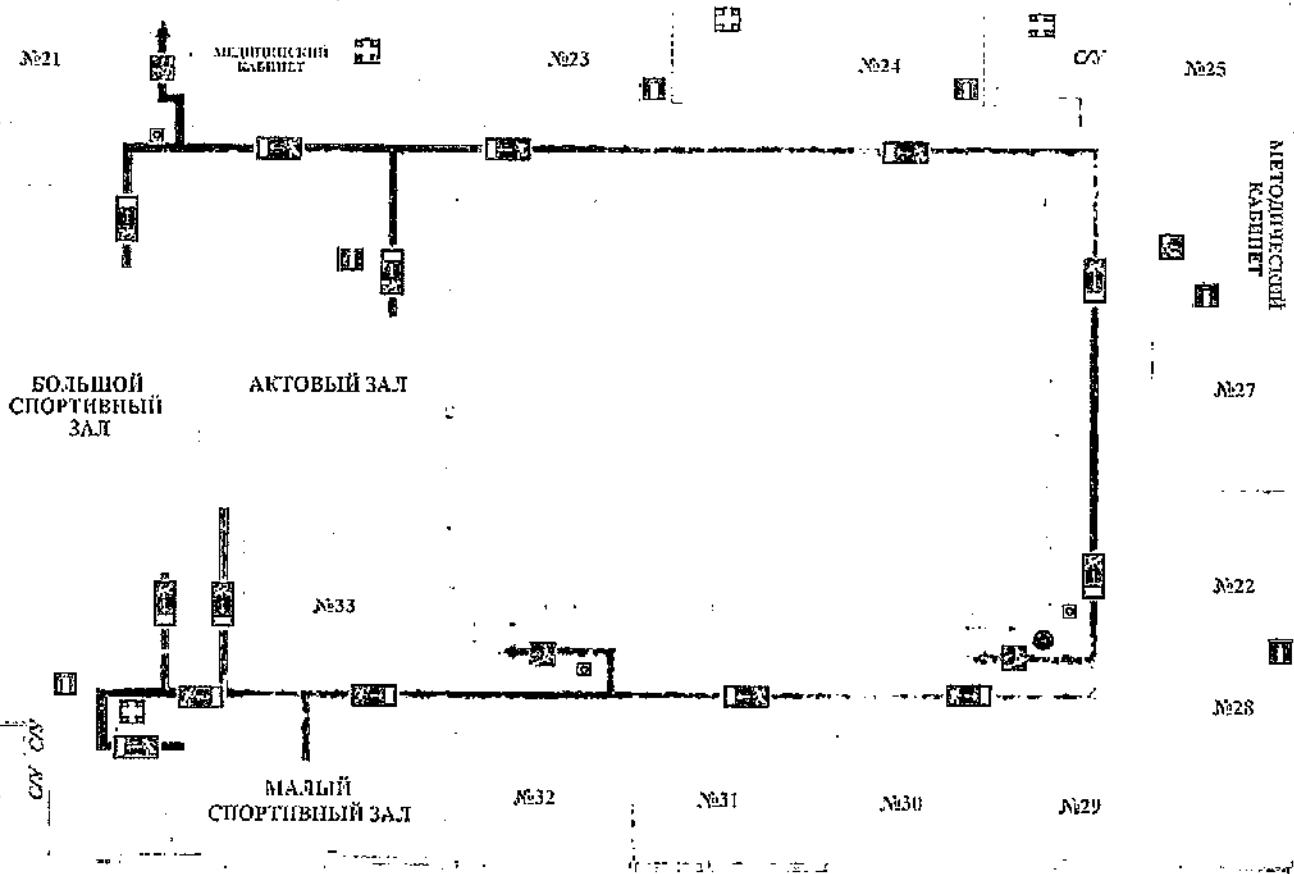 №21
МЕДИЦИНСКИЙ
КАБИНЕТ
№23
№24
С/У
№25
МЕТОДИЧЕСКИЙ
КАБИНЕТ
БОЛЬШОЙ
СПОРТИВНЫЙ
ЗАЛ
АКТОВЫЙ ЗАЛ
№27
№33
№22
№28
С/У
С/У
МАЛЫЙ
СПОРТИВНЫЙ ЗАЛ
№32
№31
№30
№29